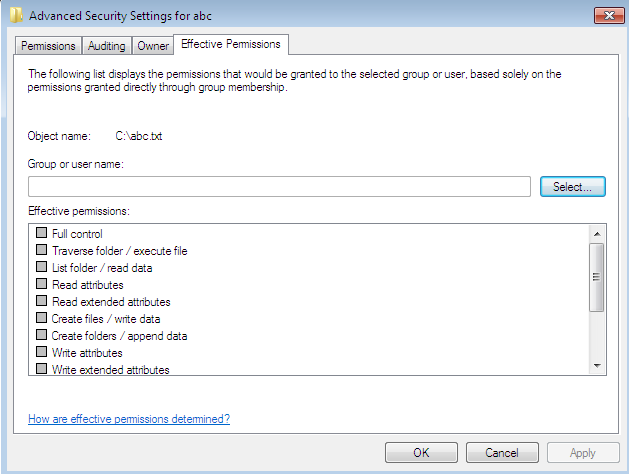 Advanced Security Settings for abc
Permissions Auditing Owner Effective Permissions
The following list displays the permissions that would be granted to the selected group or user, based solely on the
permissions granted directly through group membership.
Object name: C:\abc.txt
Group or user name:
Select...
Effective permissions:
Full control
Traverse folder / execute file
List folder / read data
Read attributes
Read extended attributes
Create files / write data
Create folders / append data
Write attributes
Write extended attributes
How are effective permissions determined?
OK Cancel Apply